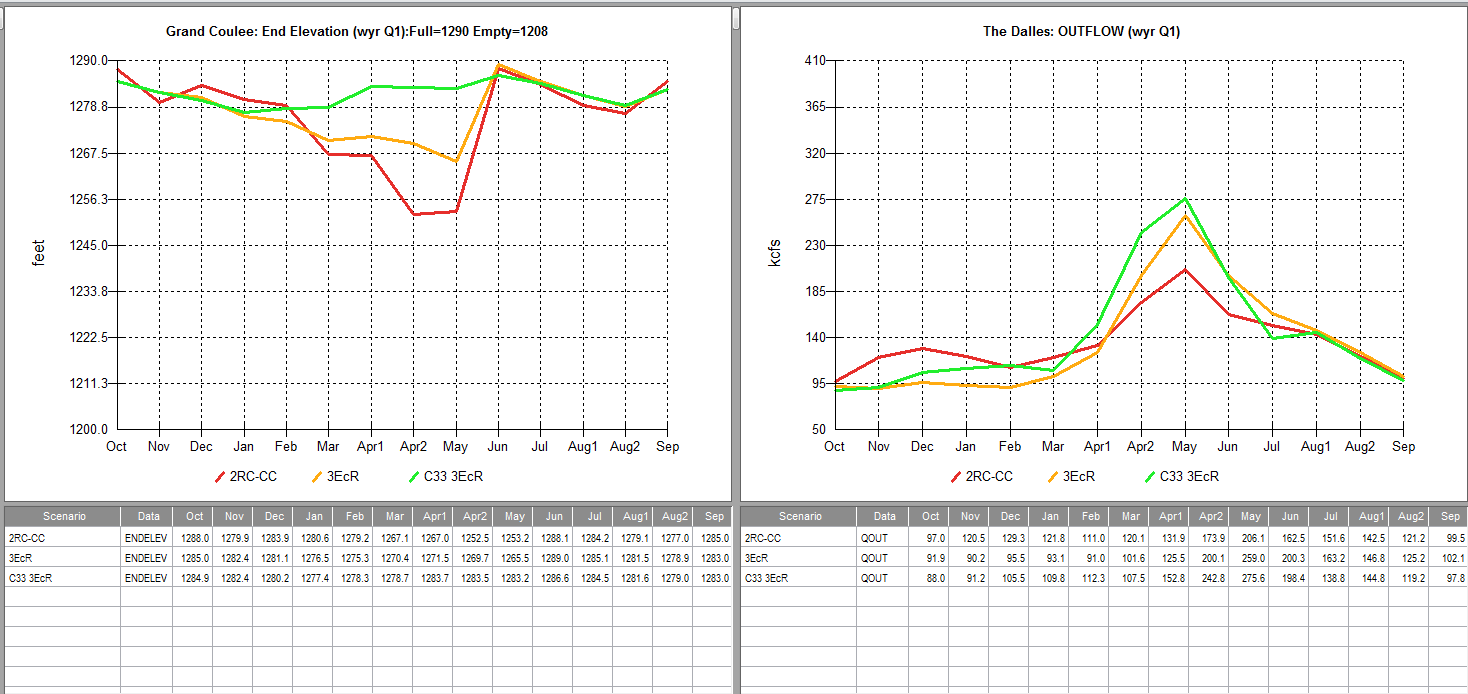 Grand Coulee: End Elevation (wyr Q1):Full=1290 Empty=1208
1290.0
1278.8
1267.5
1256.3
1245.0
1233.8
1222.5
1211.3
1200.0
feet
Oct Nov Dec Jan Feb Mar Apr1 Apr2 May Jun Jul Aug1 Aug2 Sep
2RC-CC 3EcR C33 3EcR
Scenario Data Oct Nov Dec Jan Feb Mar Apr1 Apr2 May Jun Jul Aug1 Aug2 Sep
2RC-CC ENDELEV 1288.0 1279.9 1283.9 1280.6 1279.2 1267.1 1267.0 1252.5 1253.2 1288.1 1284.2 1279.1 1277.0 1285.0
3EcR ENDELEV 1285.0 1282.4 1281.1 1276.5 1275.3 1270.4 1271.5 1269.7 1265.5 1289.0 1285.1 1281.5 1278.9 1283.0
C33 3EcR ENDELEV 1284.9 1282.4 1280.2 1277.4 1278.3 1278.7 1283.7 1283.5 1283.2 1286.6 1284.5 1281.6 1279.0 1283.0
The Dalles: OUTFLOW (wyr Q1)
410
365
320
275
230
185
140
95
50
kcfs
Oct Nov Dec Jan Feb Mar Apr1 Apr2 May Jun Jul Aug1 Aug2 Sep
2RC-CC 3EcR C33 3EcR
Scenario Data Oct Nov Dec Jan Feb Mar Apr1 Apr2 May Jun Jul Aug1 Aug2 Sep
2RC-CC QOUT 97.0 120.5 129.3 121.8 111.0 120.1 131.9 173.9 206.1 162.5 151.6 142.5 121.2 99.5
3EcR QOUT 91.9 90.2 95.5 93.1 91.0 101.6 125.5 200.1 259.0 200.3 163.2 146.8 125.2 102.1
C33 3EcR QOUT 88.0 91.2 105.5 109.8 112.3 107.5 152.8 242.8 275.6 198.4 138.8 144.8 119.2 97.8